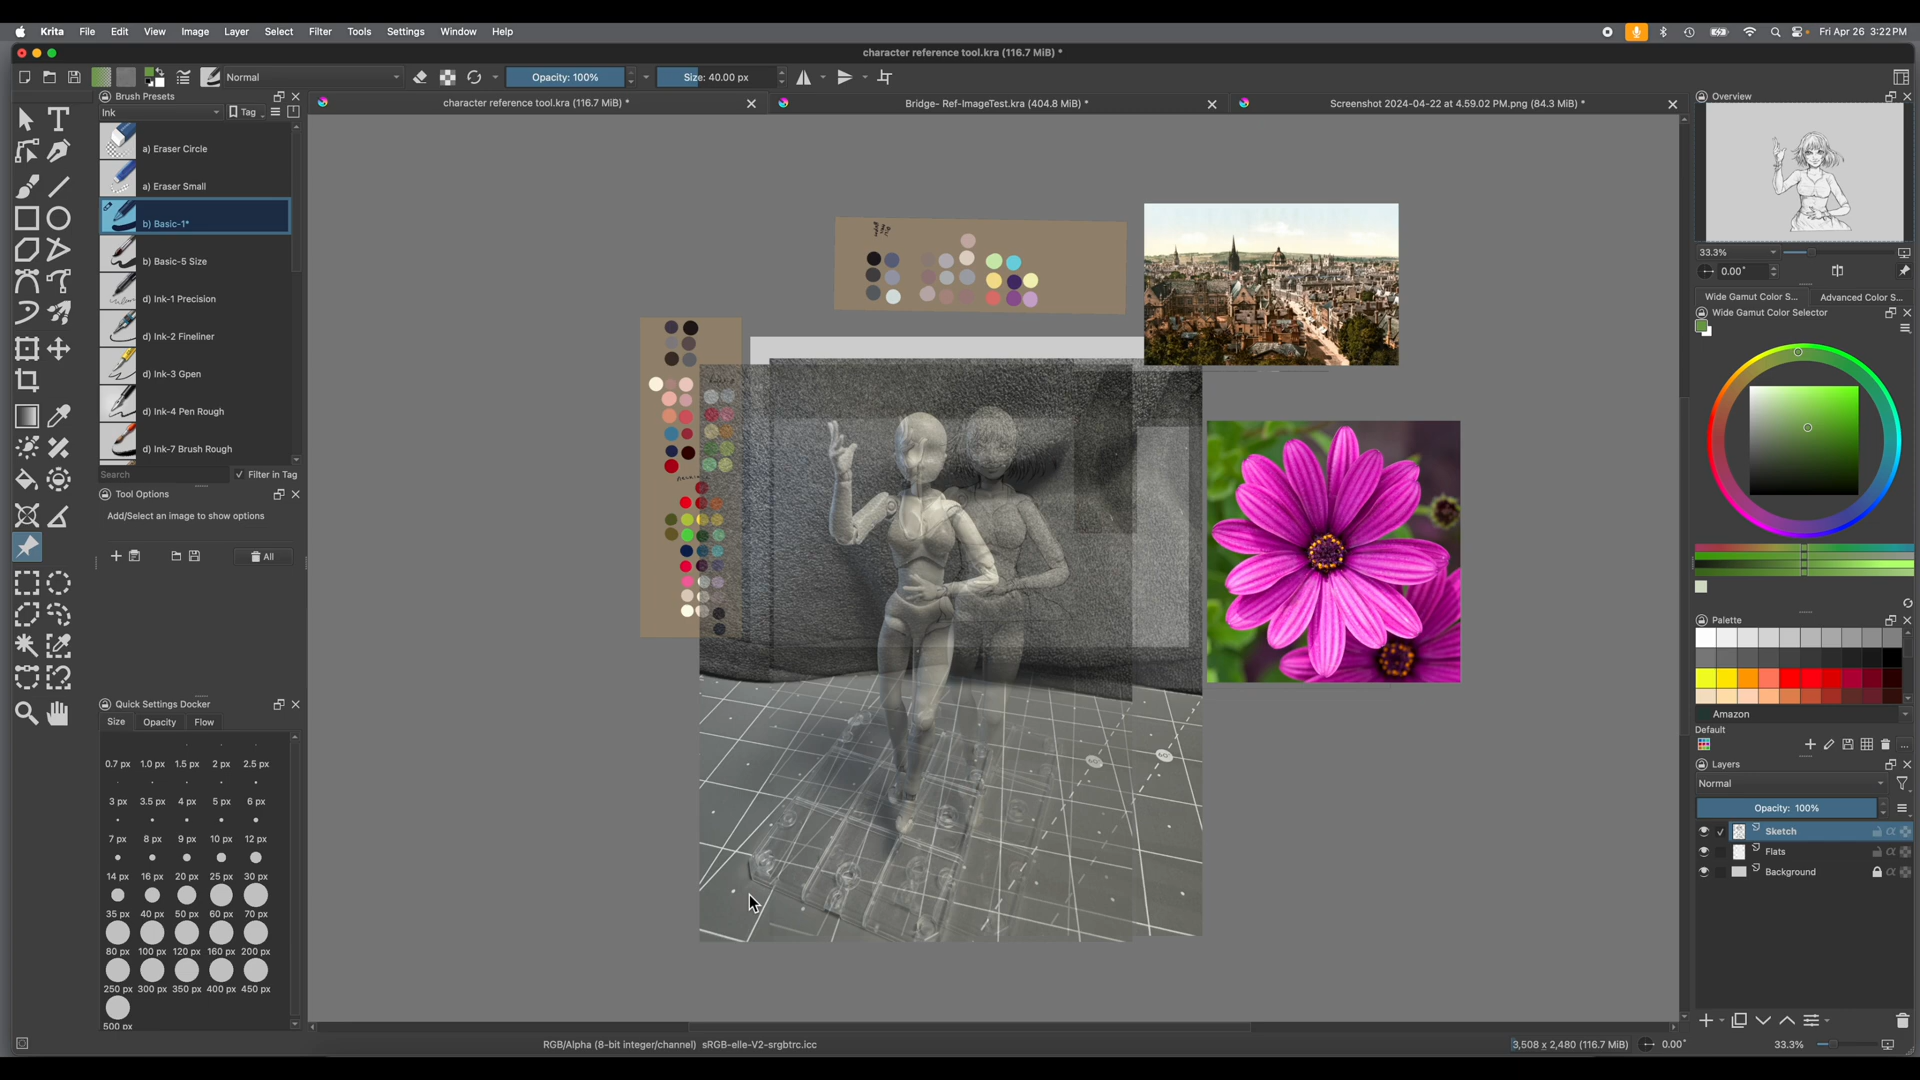 Krita File Edit View Image Layer Select Filter Tools Settings Window Help
Fri Apr 26 3:22 PM
character reference tool.kra (116.7 MiB) *
Normal
Opacity: 100%
Size: 40.00 px
Brush Presets
character reference tool.kra (116.7 MiB) *
Bridge- Ref-ImageTest.kra (404.8 MiB) *
Screenshot 2024-04-22 at 4.59.02 PM.png (84.3 MiB) *
Overview
Ink
Tag
a) Eraser Circle
a) Eraser Small
b) Basic-1*
b) Basic-5 Size
d) Ink-1 Precision
d) Ink-2 Fineliner
d) Ink-3 Gpen
d) Ink-4 Pen Rough
d) Ink-7 Brush Rough
Search
Filter in Tag
Tool Options
Add/Select an image to show options
All
Quick Settings Docker
Size Opacity Flow
0.7 px 1.0 px 1.5 px 2 px 2.5 px
3 px 3.5 px 4 px 5 px 6 px
7 px 8 px 9 px 10 px 12 px
14 px 16 px 20 px 25 px 30 px
35 px 40 px 50 px 60 px 70 px
80 px 100 px 120 px 160 px 200 px
250 px 300 px 350 px 400 px 450 px
500 px
33.3%
0.00°
Wide Gamut Color S...
Advanced Color S...
Wide Gamut Color Selector
Palette
Amazon
Default
Layers
Normal
Opacity: 100%
Sketch
Flats
Background
RGB/Alpha (8-bit integer/channel) sRGB-elle-V2-srgbtrc.icc
3,508 x 2,480 (116.7 MiB)
0.00°
33.3%